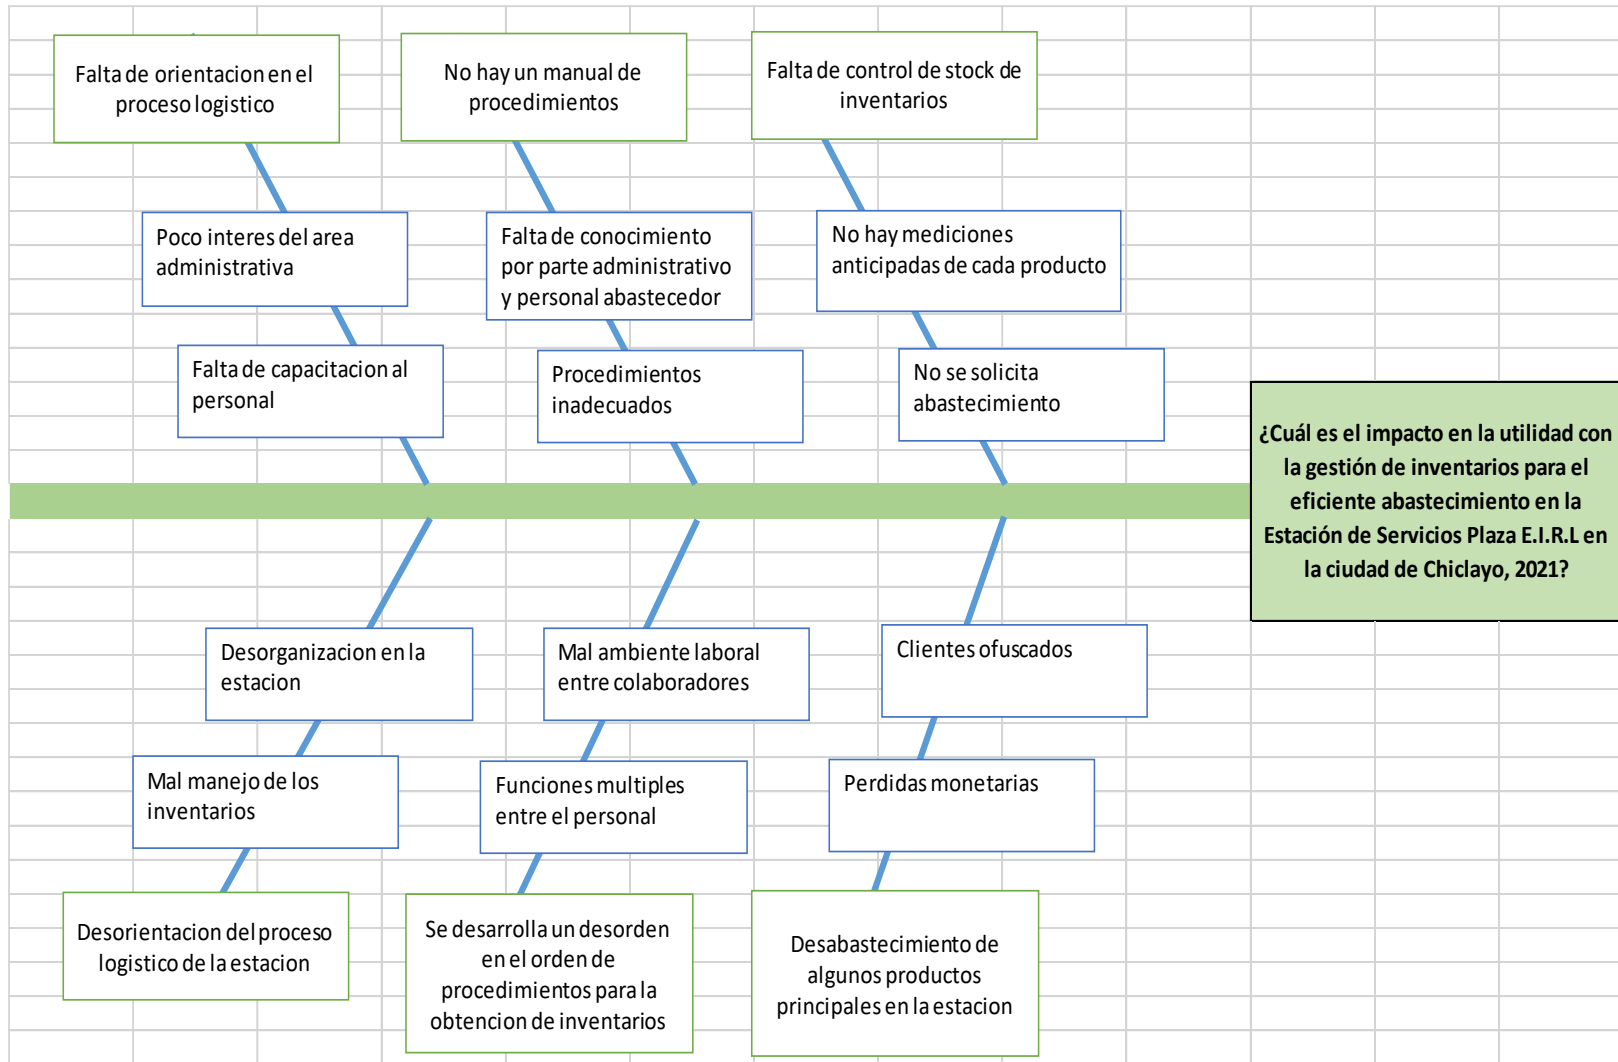 Falta de orientacion en el
proceso logistico
No hay un manual de
procedimientos
Falta de control de stock de
inventarios
Poco interes del area
administrativa
Falta de conocimiento
por parte administrativo
y personal abastecedor
No hay mediciones
anticipadas de cada producto
Falta de capacitacion al
personal
Procedimientos
inadecuados
No se solicita
abastecimiento
¿Cuál es el impacto en la utilidad con
la gestión de inventarios para el
eficiente abastecimiento en la
Estación de Servicios Plaza E.I.R.L en
la ciudad de Chiclayo, 2021?
Desorganizacion en la
estacion
Mal ambiente laboral
entre colaboradores
Clientes ofuscados
Mal manejo de los
inventarios
Funciones multiples
entre el personal
Perdidas monetarias
Desorientacion del proceso
logistico de la estacion
Se desarrolla un desorden
en el orden de
procedimientos para la
obtencion de inventarios
Desabastecimiento de
algunos productos
principales en la estacion